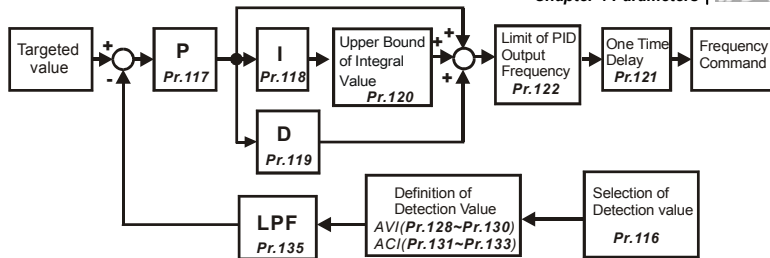 Chapter 4 Parameters |
Targeted
value
+
-
P
Pr.117
I
Pr.118
D
Pr.119
Upper Bound
of Integral
Value
Pr.120
+
+
+
Limit of PID
Output
Frequency
Pr.122
One Time
Delay
Pr.121
Frequency
Command
LPF
Pr.135
Definition of
Detection Value
AVI(Pr.128~Pr.130)
ACI(Pr.131~Pr.133)
Selection of
Detection value
Pr.116